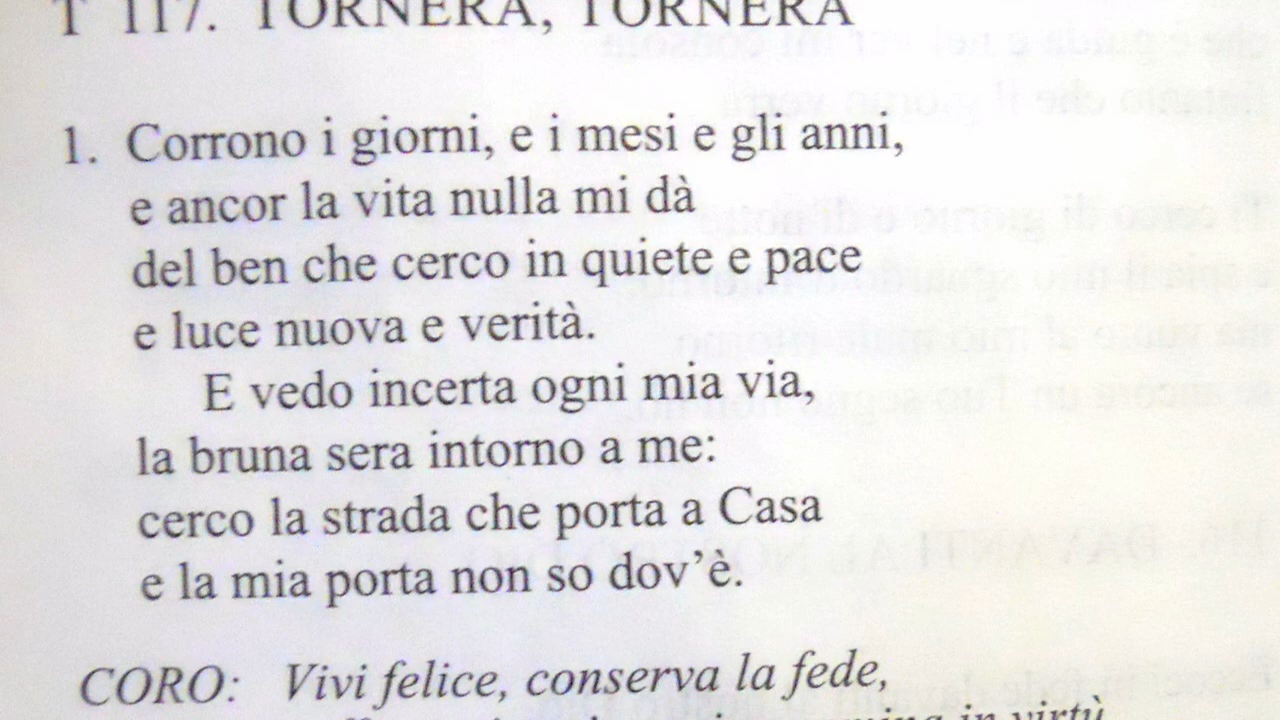 T 117. TORNERÀ, TORNERÀ
1. Corrono i giorni, e i mesi e gli anni,
e ancor la vita nulla mi dà
del ben che cerco in quiete e pace
e luce nuova e verità.
E vedo incerta ogni mia via,
la bruna sera intorno a me:
cerco la strada che porta a Casa
e la mia porta non so dov'è.
CORO: Vivi felice, conserva la fede,
in virtù